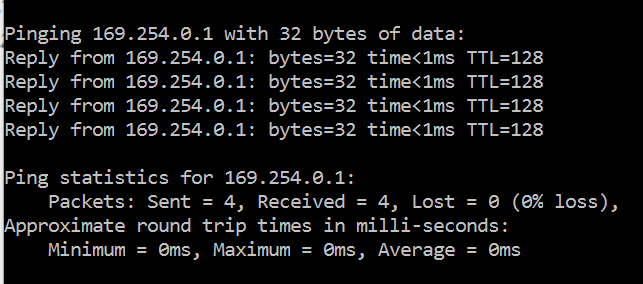 Pinging 169.254.0.1 with 32 bytes of data:
Reply from 169.254.0.1: bytes=32 time<1ms TTL=128
Reply from 169.254.0.1: bytes=32 time<1ms TTL=128
Reply from 169.254.0.1: bytes=32 time<1ms TTL=128
Reply from 169.254.0.1: bytes=32 time<1ms TTL=128

Ping statistics for 169.254.0.1:
    Packets: Sent = 4, Received = 4, Lost = 0 (0% loss),
Approximate round trip times in milli-seconds:
    Minimum = 0ms, Maximum = 0ms, Average = 0ms